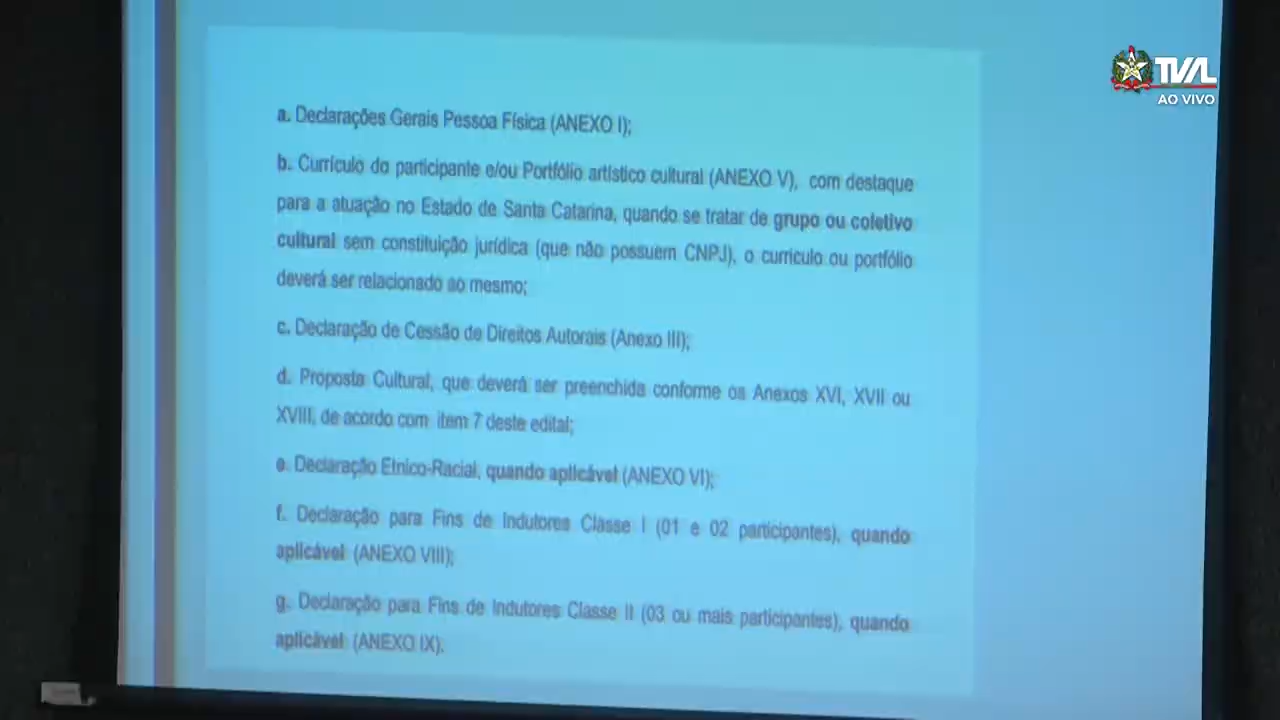 TVAL
AO VIVO
a. Declarações Gerais Pessoa Física (ANEXO I);
b. Currículo do participante e/ou Portfólio artístico cultural (ANEXO V), com destaque
para a atuação no Estado de Santa Catarina, quando se tratar de grupo ou coletivo
cultural sem constituição jurídica (que não possuem CNPJ), o currículo ou portfólio
deverá ser relacionado ao mesmo;
c. Declaração de Cessão de Direitos Autorais (Anexo III);
d. Proposta Cultural, que deverá ser preenchida conforme os Anexos XVI, XVII ou
XVIII, de acordo com item 7 deste edital;
e. Declaração Etnico-Racial, quando aplicável (ANEXO VI);
f. Declaração para Fins de Indutores Classe I (01 e 02 participantes), quando
aplicável (ANEXO VIII);
g. Declaração para Fins de Indutores Classe II (03 ou mais participantes), quando
aplicável (ANEXO IX).